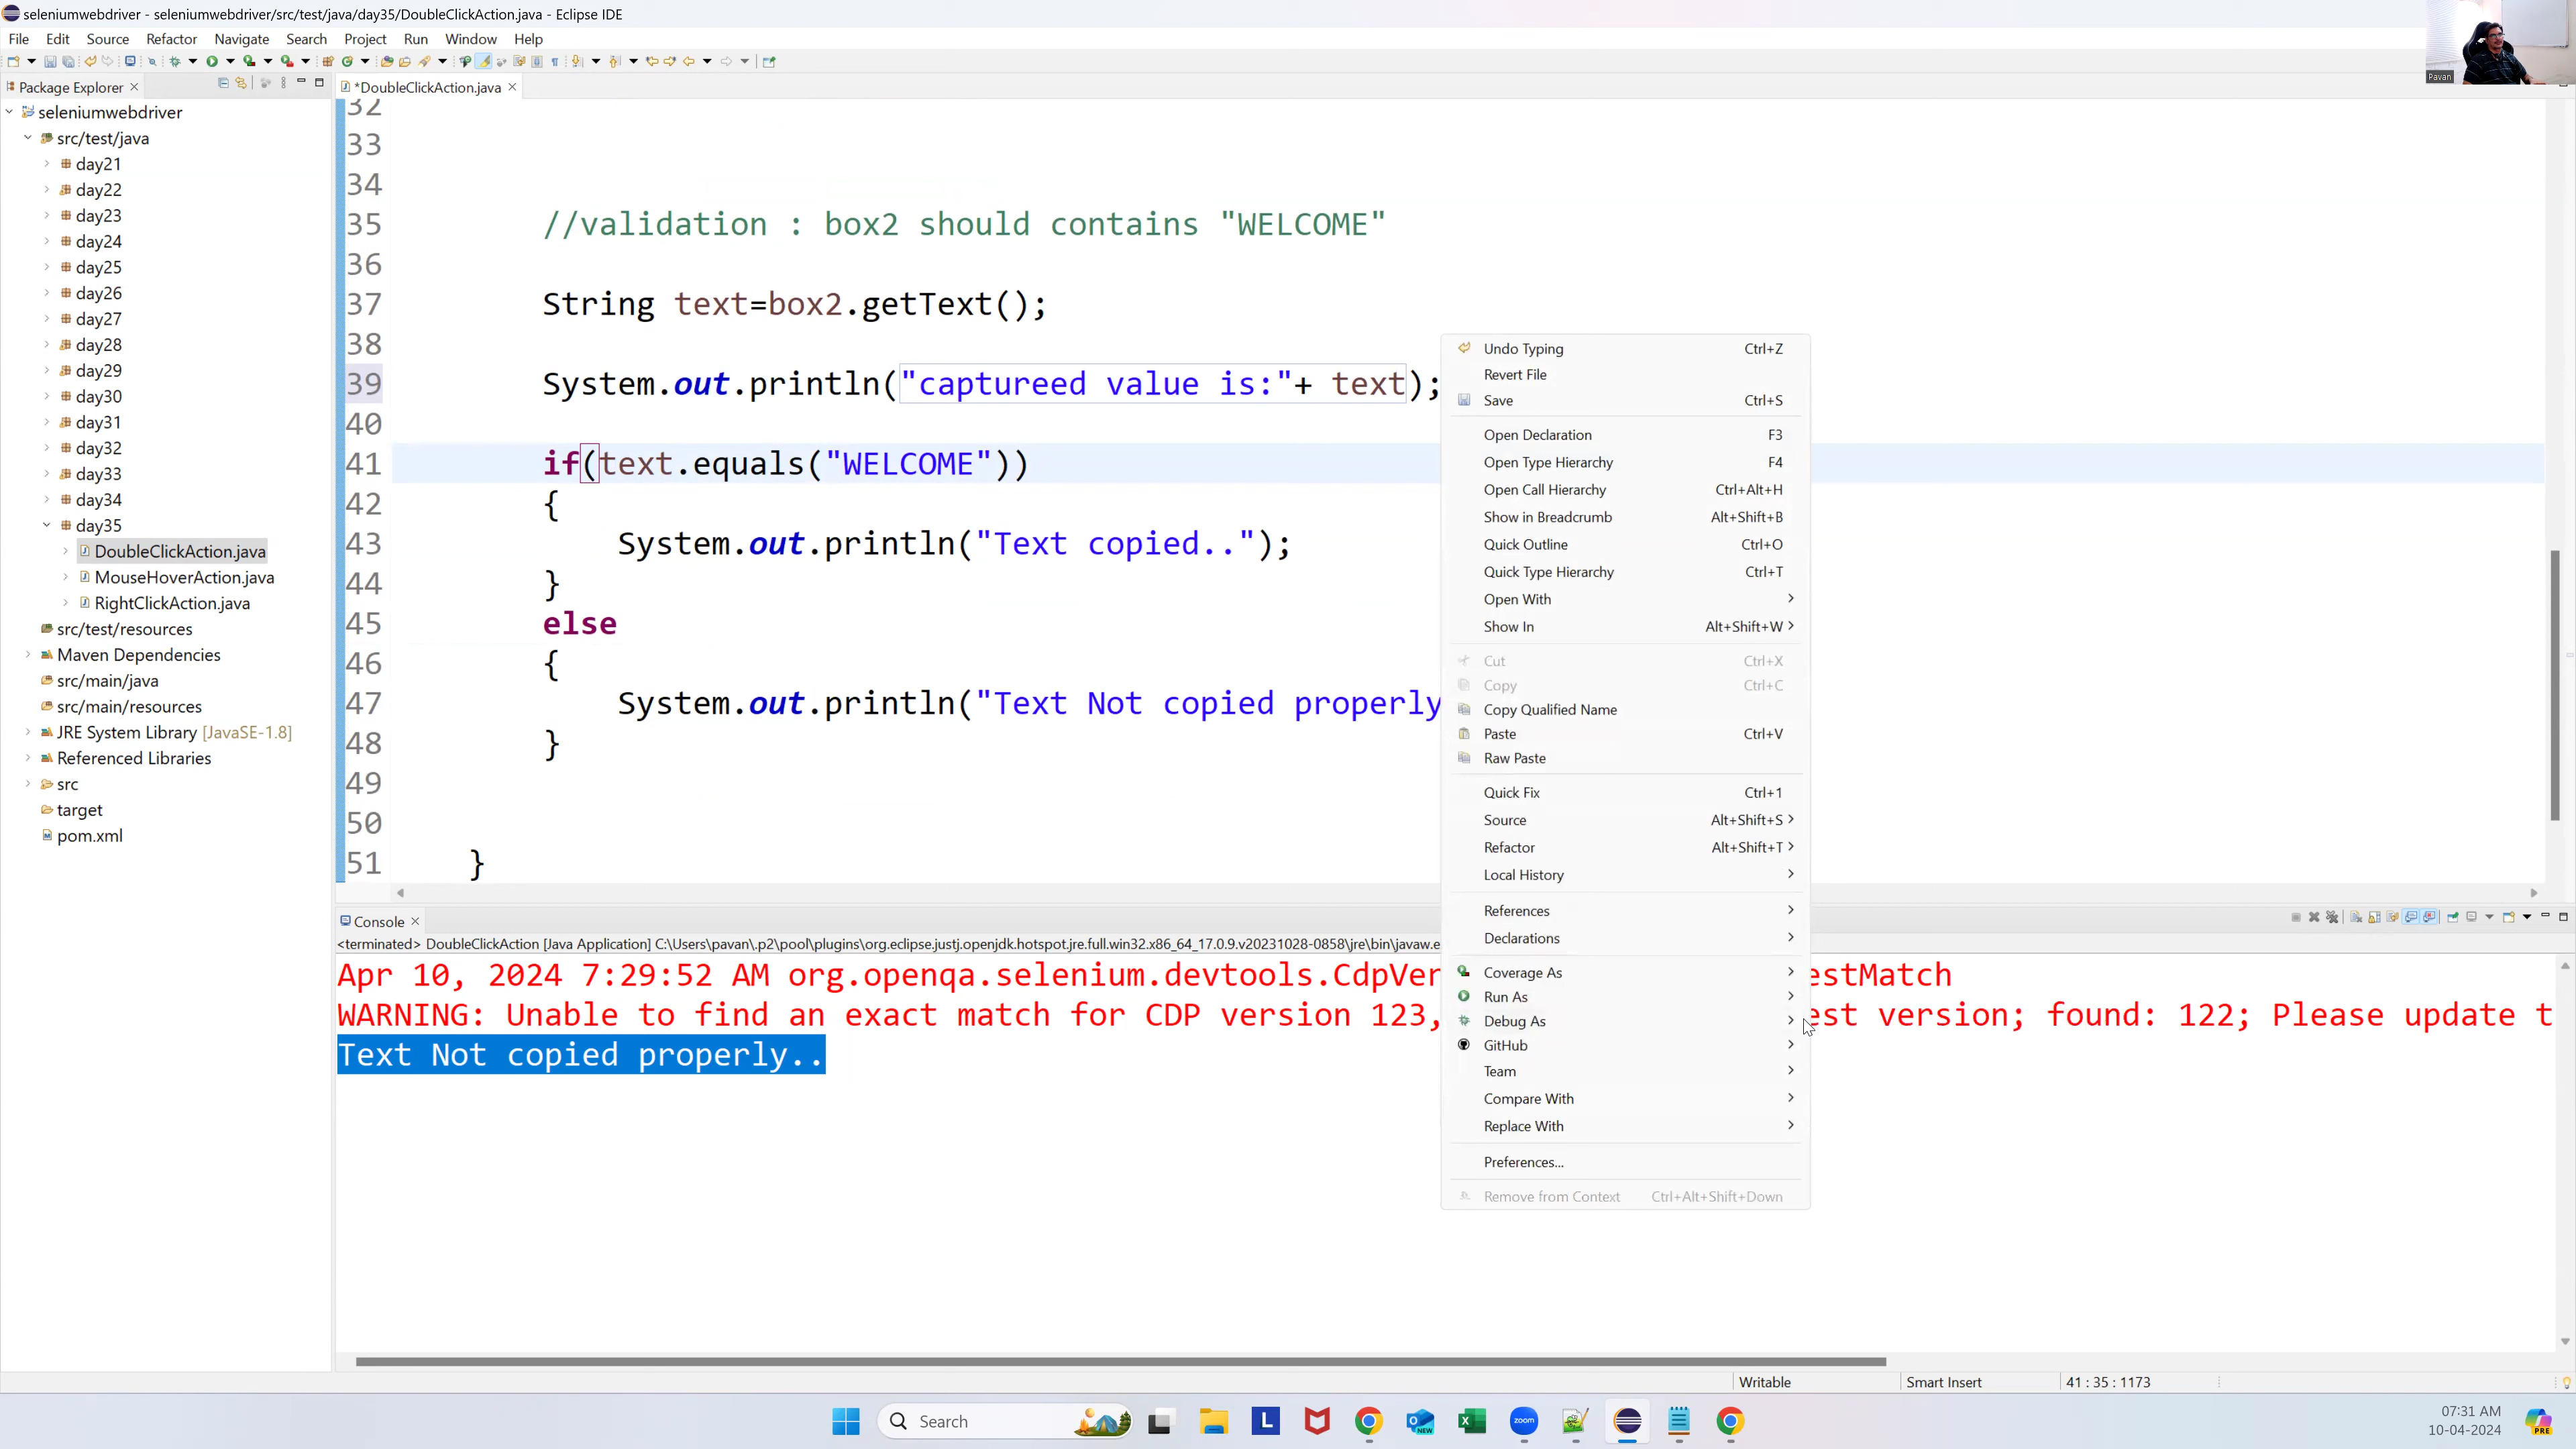 seleniumwebdriver - seleniumwebdriver/src/test/java/day35/DoubleClickAction.java - Eclipse IDE
File Edit Source Refactor Navigate Search Project Run Window Help
Pavan
Package Explorer
*DoubleClickAction.java
seleniumwebdriver
src/test/java
day21
day22
day23
day24
day25
day26
day27
day28
day29
day30
day31
day32
day33
day34
day35
DoubleClickAction.java
MouseHoverAction.java
RightClickAction.java
src/test/resources
Maven Dependencies
src/main/java
src/main/resources
JRE System Library [JavaSE-1.8]
Referenced Libraries
src
target
pom.xml
32
33
34
35 //validation : box2 should contains "WELCOME"
36
37 String text=box2.getText();
38
39 System.out.println("captureed value is:"+ text);
40
41 if(text.equals("WELCOME"))
42 {
43 System.out.println("Text copied..");
44 }
45 else
46 {
47 System.out.println("Text Not copied properly
48 }
49
50
51 }
Undo Typing Ctrl+Z
Revert File
Save Ctrl+S
Open Declaration F3
Open Type Hierarchy F4
Open Call Hierarchy Ctrl+Alt+H
Show in Breadcrumb Alt+Shift+B
Quick Outline Ctrl+O
Quick Type Hierarchy Ctrl+T
Open With
Show In Alt+Shift+W
Cut Ctrl+X
Copy Ctrl+C
Copy Qualified Name
Paste Ctrl+V
Raw Paste
Quick Fix Ctrl+1
Source Alt+Shift+S
Refactor Alt+Shift+T
Local History
References
Declarations
Coverage As
Run As
Debug As
GitHub
Team
Compare With
Replace With
Preferences...
Remove from Context Ctrl+Alt+Shift+Down
Console
<terminated> DoubleClickAction [Java Application] C:\Users\pavan\.p2\pool\plugins\org.eclipse.justj.openjdk.hotspot.jre.full.win32.x86_64_17.0.9.v20231028-0858\jre\bin\javaw.e
Apr 10, 2024 7:29:52 AM org.openqa.selenium.devtools.CdpVer estMatch
WARNING: Unable to find an exact match for CDP version 123, est version; found: 122; Please update t
Text Not copied properly..
Writable Smart Insert 41 : 35 : 1173
Search
L
NEW
zoom
07:31 AM
10-04-2024
PRE